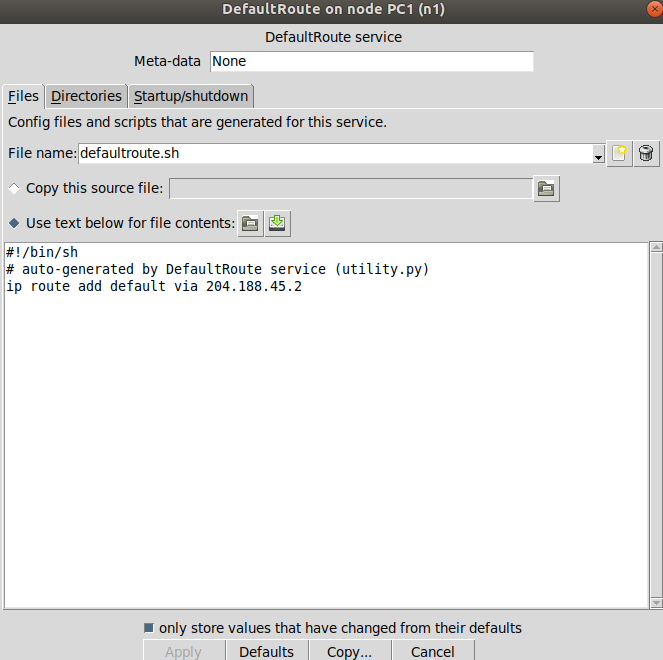 DefaultRoute on node PC1 (n1)
DefaultRoute service
Meta-data None
Files Directories Startup/shutdown
Config files and scripts that are generated for this service.
File name: defaultroute.sh
Copy this source file:
Use text below for file contents:
#!/bin/sh
# auto-generated by DefaultRoute service (utility.py)
ip route add default via 204.188.45.2
only store values that have changed from their defaults
Apply Defaults Copy... Cancel